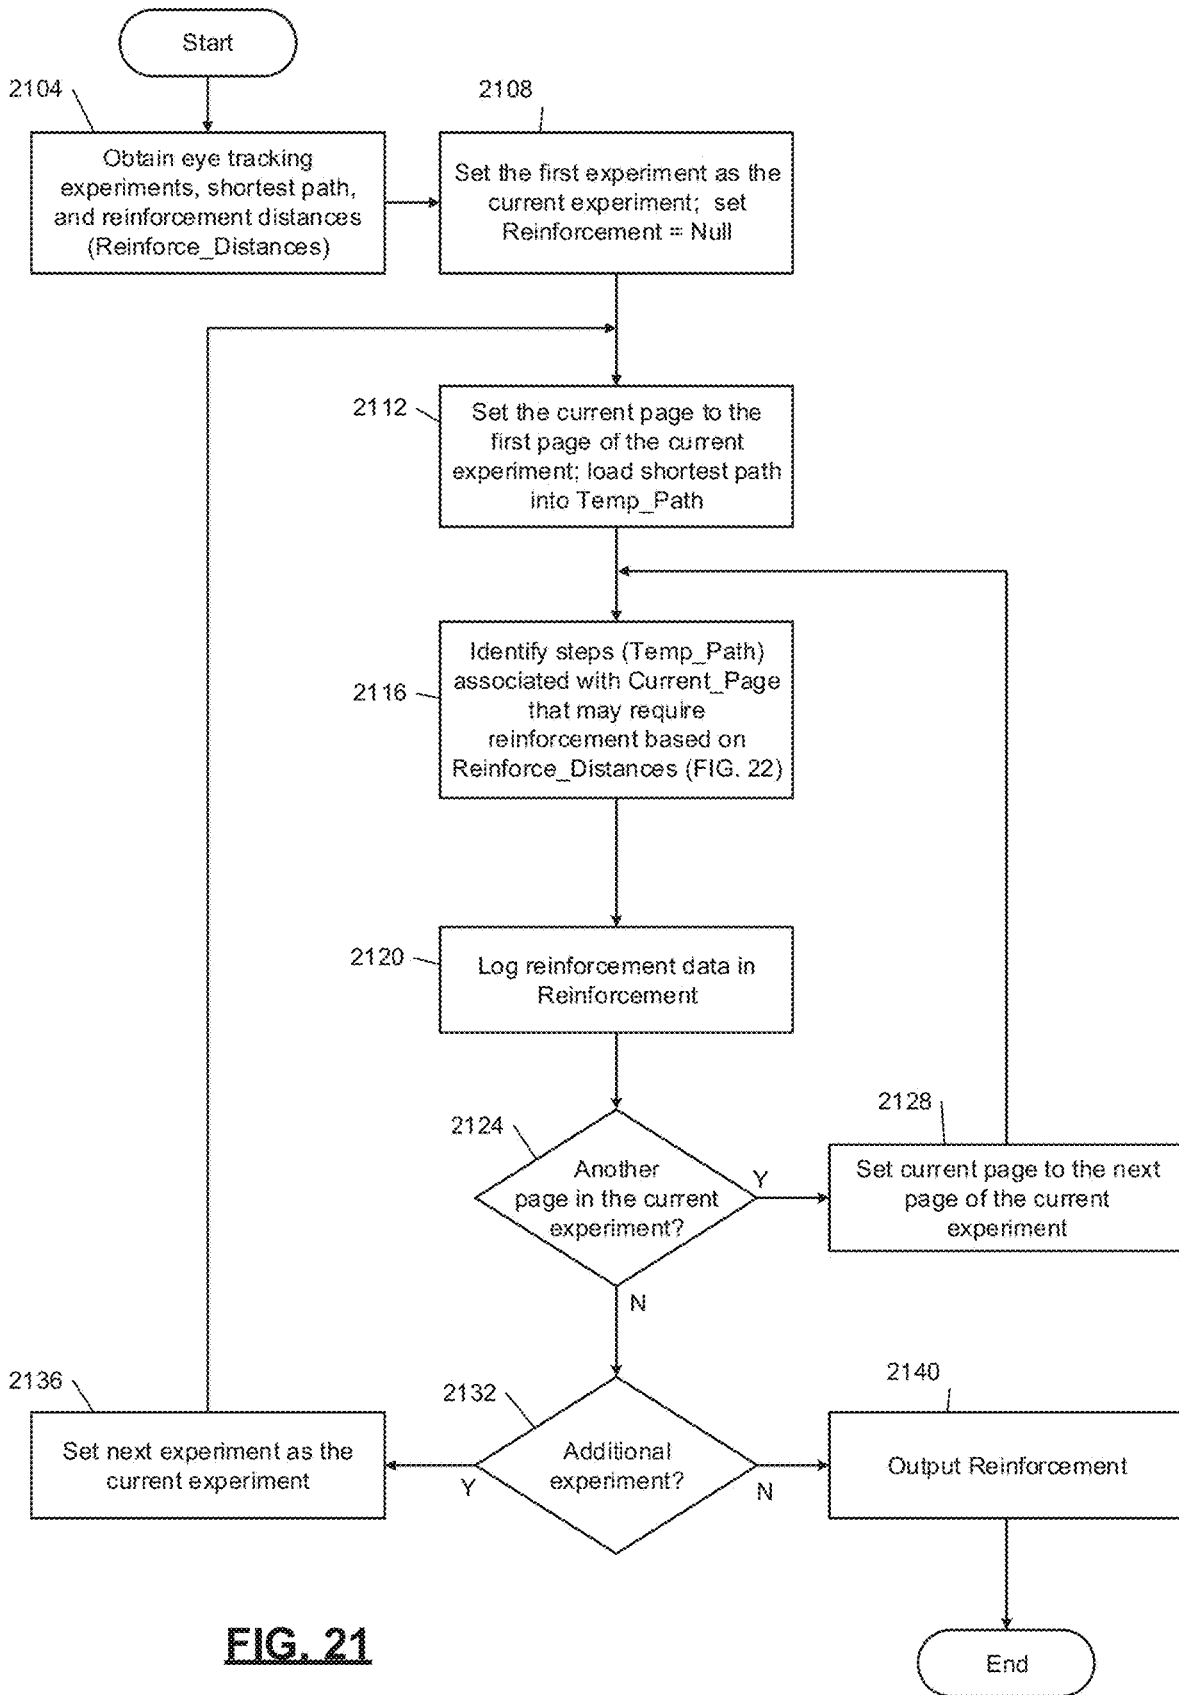 Start
2104
Obtain eye tracking
experiments, shortest path,
and reinforcement distances
(Reinforce_Distances)
2108
Set the first experiment as the
current experiment; set
Reinforcement = Null
2112
Set the current page to the
first page of the current
experiment; load shortest path
into Temp_Path
2116
Identify steps (Temp_Path)
associated with Current_Page
that may require
reinforcement based on
Reinforce_Distances (FIG. 22)
2120
Log reinforcement data in
Reinforcement
2124
Another
page in the current
experiment?
Y
N
2128
Set current page to the next
page of the current
experiment
2132
Additional
experiment?
Y
N
2136
Set next experiment as the
current experiment
2140
Output Reinforcement
End
FIG. 21